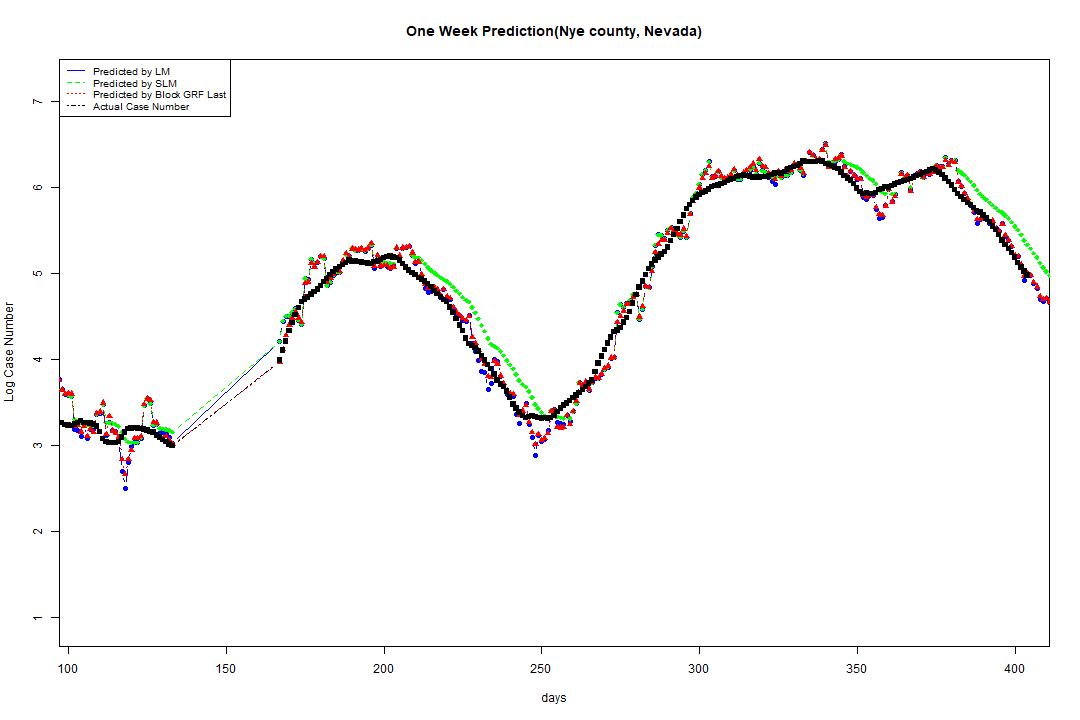 One Week Prediction(Nye county, Nevada)
Predicted by LM
Predicted by SLM
Predicted by Block GRF Last
Actual Case Number
Log Case Number
7
6
5
4
3
2
1
100 150 200 250 300 350 400
days